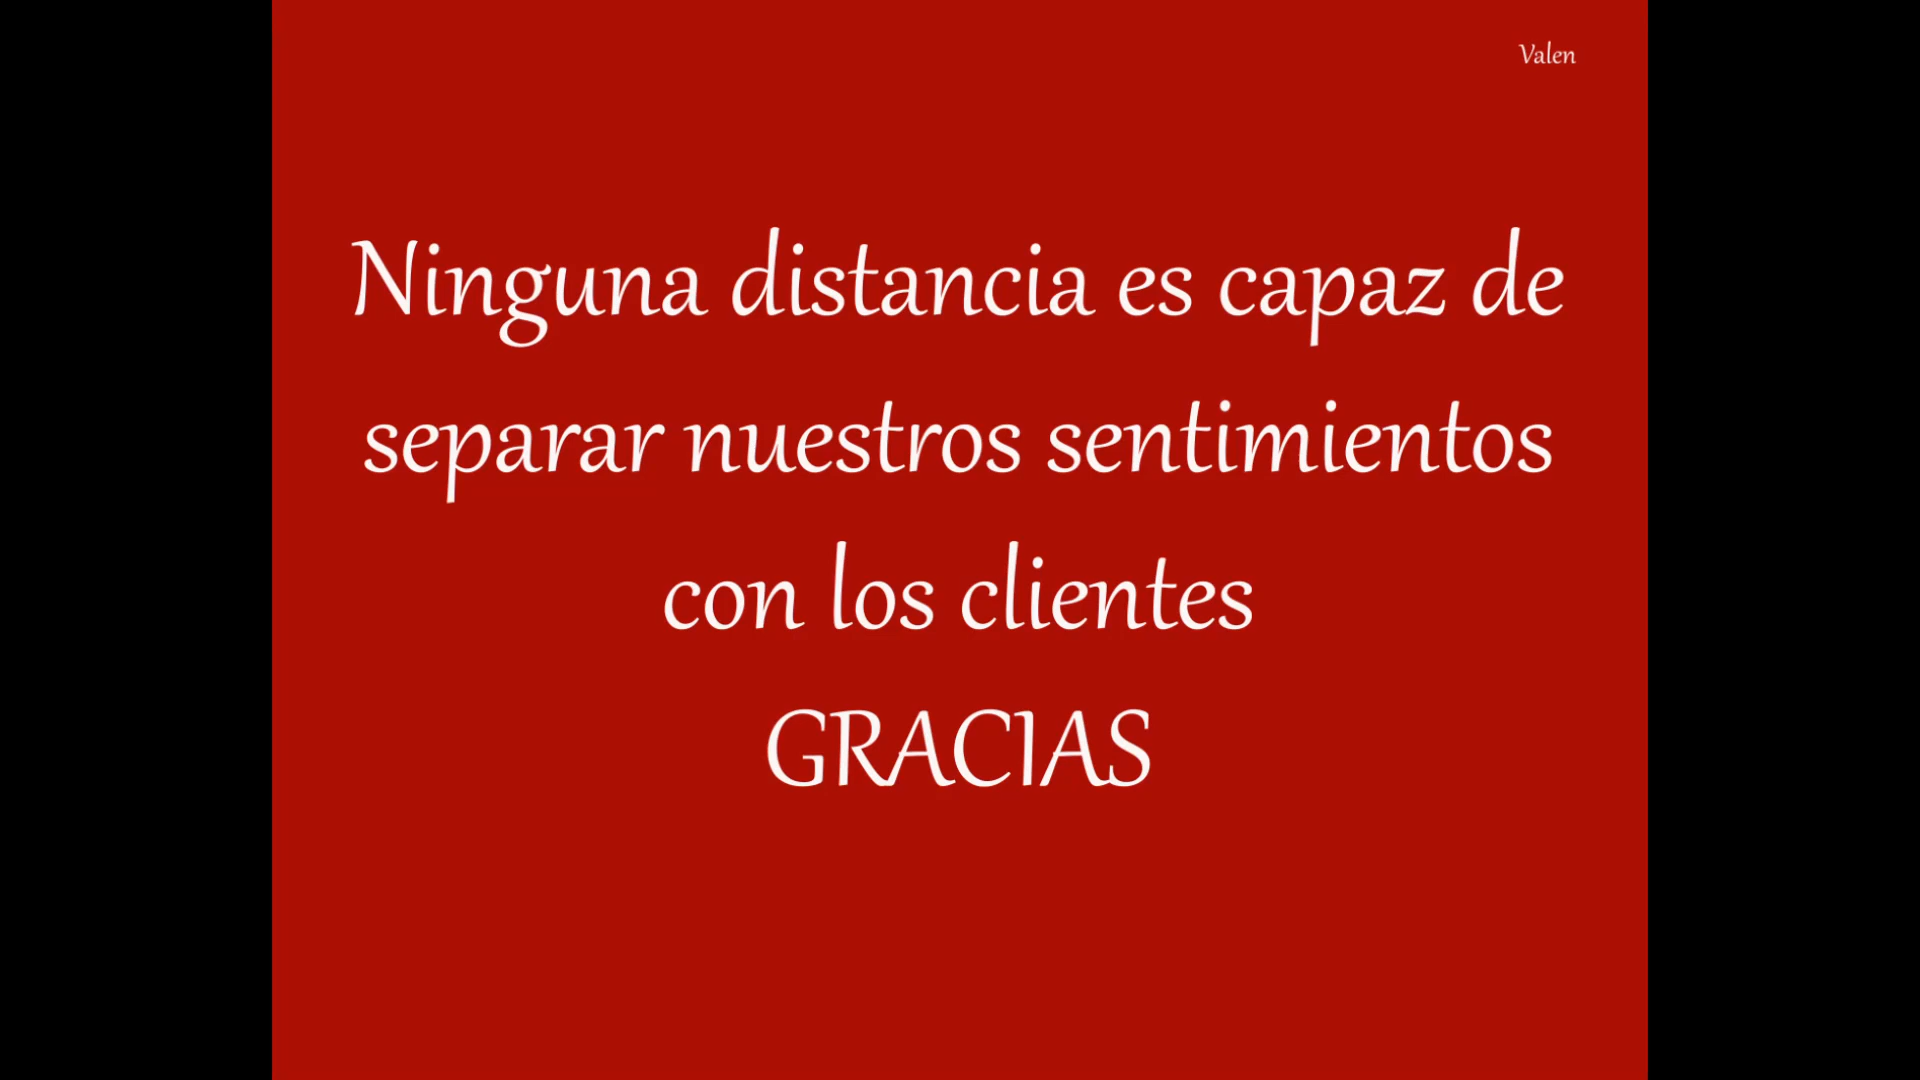 Valen
Ninguna distancia es capaz de
separar nuestros sentimientos
con los clientes
GRACIAS